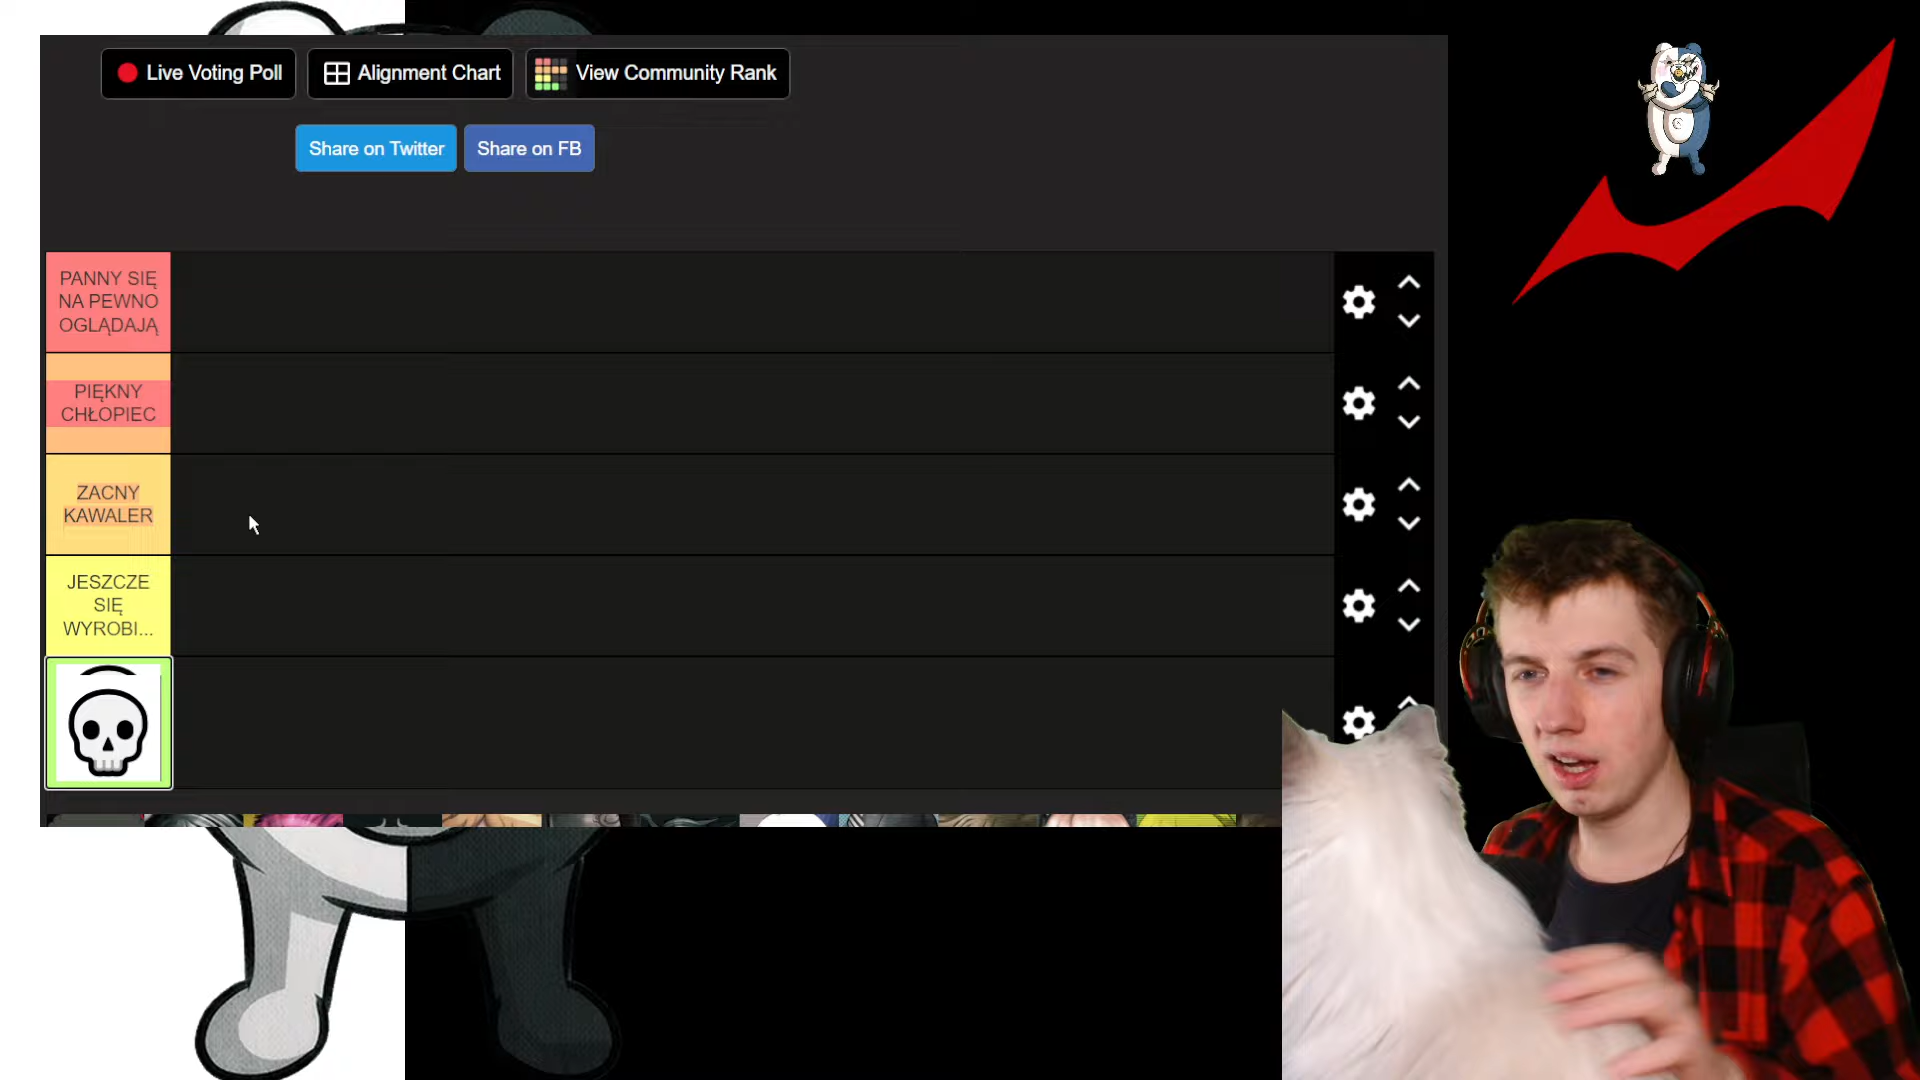 Live Voting Poll
Alignment Chart
View Community Rank
Share on Twitter
Share on FB
PANNY SIĘ
NA PEWNO
OGLĄDAJĄ
PIĘKNY
CHŁOPIEC
ZACNY
KAWALER
JESZCZE
SIĘ
WYROBI...